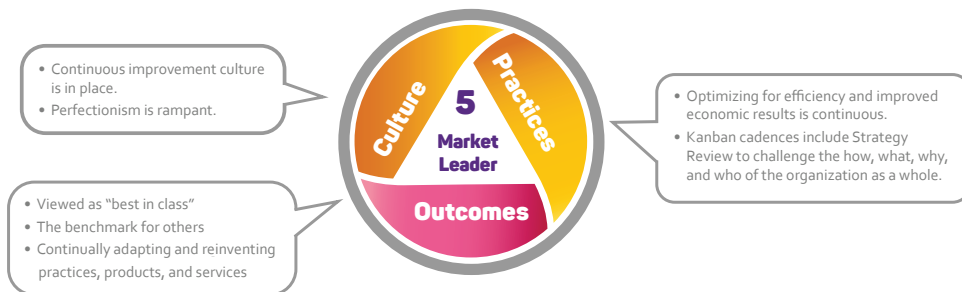 • Continuous improvement culture
is in place.
• Perfectionism is rampant.
• Viewed as “best in class”
• The benchmark for others
• Continually adapting and reinventing
practices, products, and services
Culture
Practices
5
Market
Leader
Outcomes
• Optimizing for efficiency and improved
economic results is continuous.
• Kanban cadences include Strategy
Review to challenge the how, what, why,
and who of the organization as a whole.